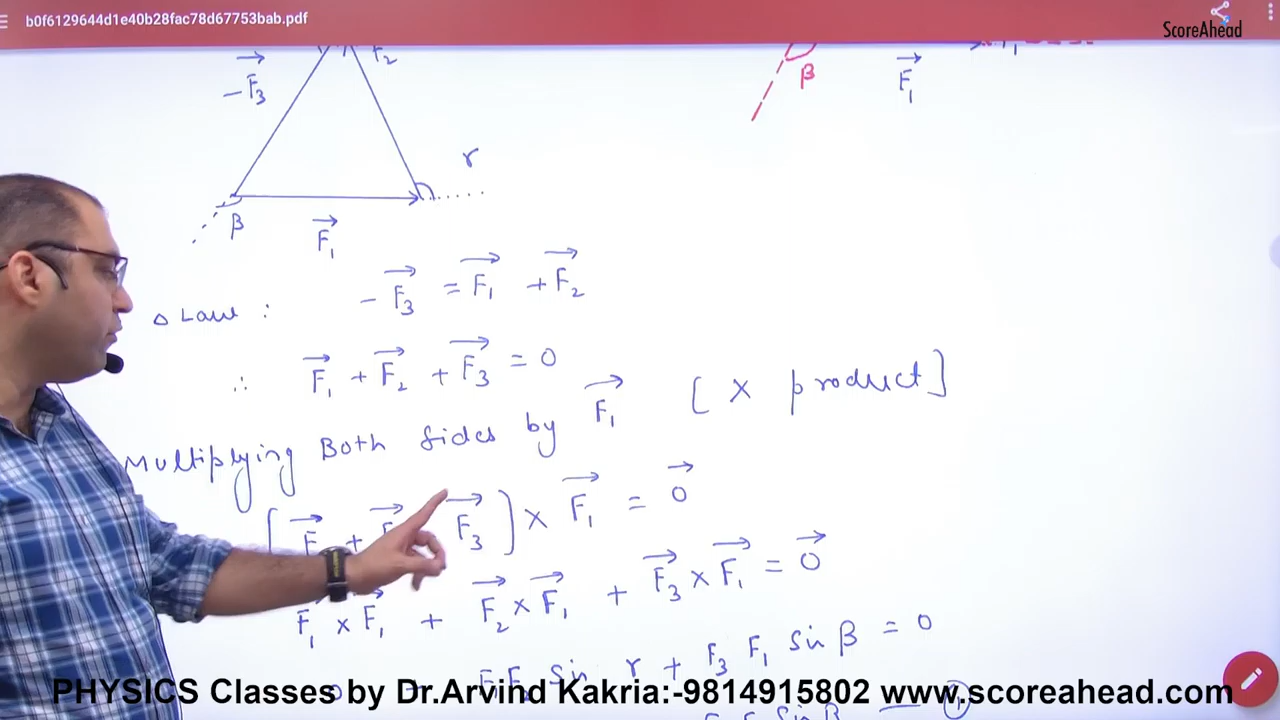 b0f6129644d1e40b28fac78d67753bab.pdf
ScoreAhead
-F₃
F₁
β
r
β
F₁
Δ Law : -F₃ = F₁ + F₂
∴ F₁ + F₂ + F₃ = 0
Multiplying Both Sides by F₁ [ × product ]
F₃ ] × F₁ = 0
F₁ × F₁ + F₂ × F₁ + F₃ × F₁ = 0
sin r + F₃ F₁ sin β = 0
PHYSICS Classes by Dr.Arvind Kakria:-9814915802 www.scoreahead.com